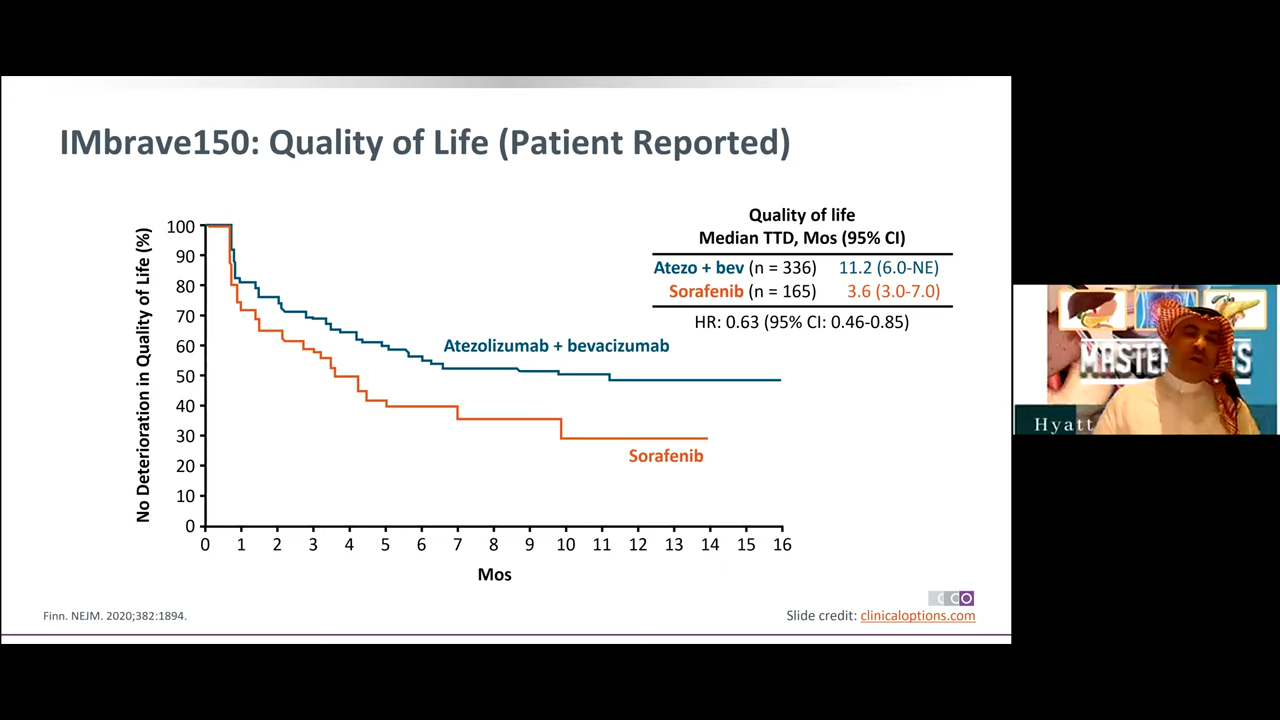 IMbrave150: Quality of Life (Patient Reported)
No Deterioration in Quality of Life (%)
100
90
80
70
60
50
40
30
20
10
0
0 1 2 3 4 5 6 7 8 9 10 11 12 13 14 15 16
Mos
Atezolizumab + bevacizumab
Sorafenib
Quality of life
Median TTD, Mos (95% CI)
Atezo + bev (n = 336) 11.2 (6.0-NE)
Sorafenib (n = 165) 3.6 (3.0-7.0)
HR: 0.63 (95% CI: 0.46-0.85)
Finn. NEJM. 2020;382:1894.
CCO
Slide credit: clinicaloptions.com
Hyatt